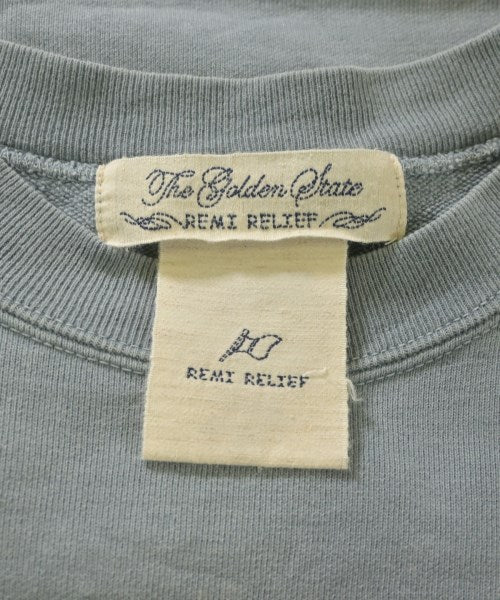 The Golden State
REMI RELIEF
REMI RELIEF